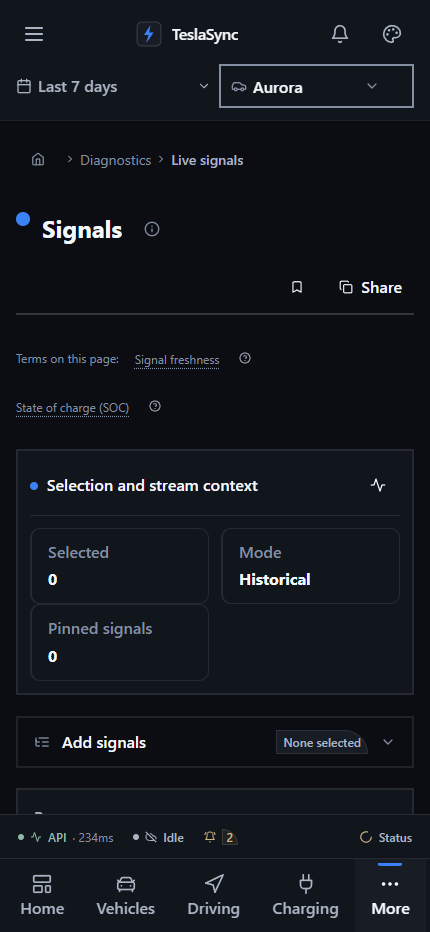 TeslaSync
Last 7 days
Aurora
Diagnostics Live signals
Signals
Share
Terms on this page: Signal freshness
State of charge (SOC)
Selection and stream context
Selected Mode
0 Historical
Pinned signals
0
Add signals None selected
API · 234ms Idle 2 Status
Home Vehicles Driving Charging More